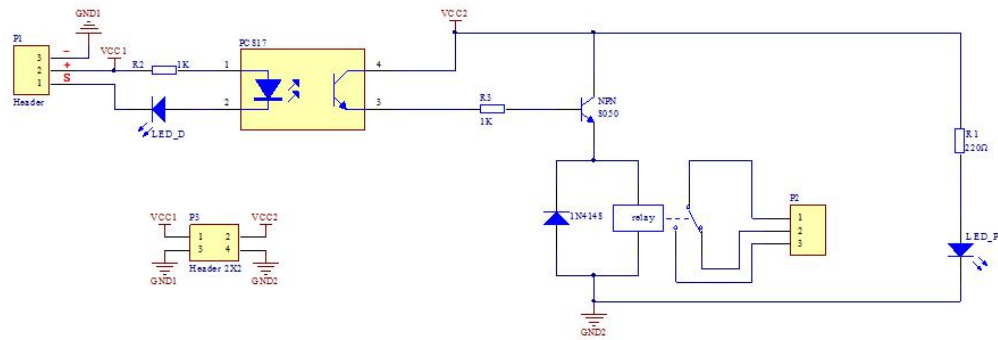 GND1
P1
3 −
2 +
1 S
Header
VCC1
R2 1K
PC817
1 4
2 3
LED_D
VCC2
R3
1K
NPN
8050
R1
220Ω
1N4148
relay
P2
1
2
3
LED_P
GND2
VCC1 P3 VCC2
1 2
3 4
GND1 Header 2X2 GND2